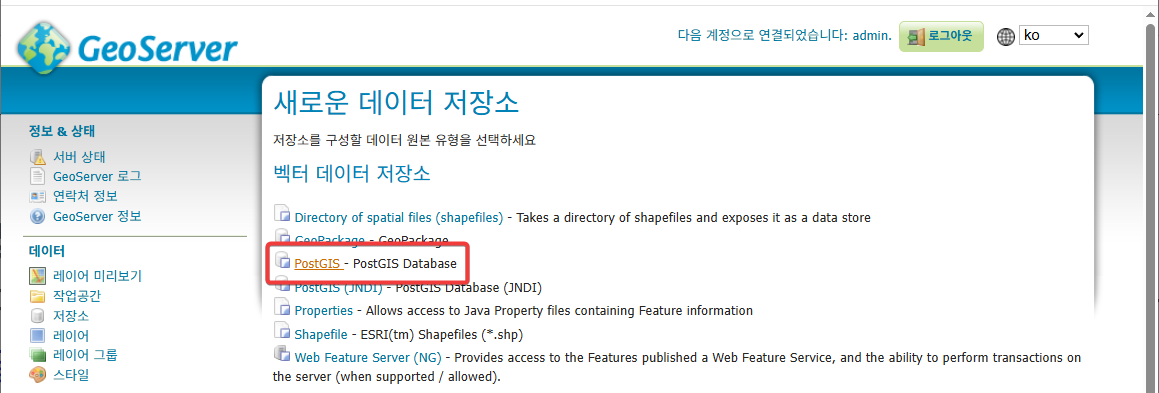 GeoServer
다음 계정으로 연결되었습니다: admin.
로그아웃
ko
새로운 데이터 저장소
저장소를 구성할 데이터 원본 유형을 선택하세요
벡터 데이터 저장소
Directory of spatial files (shapefiles) - Takes a directory of shapefiles and exposes it as a data store
GeoPackage - GeoPackage
PostGIS - PostGIS Database
PostGIS (JNDI) - PostGIS Database (JNDI)
Properties - Allows access to Java Property files containing Feature information
Shapefile - ESRI(tm) Shapefiles (*.shp)
Web Feature Server (NG) - Provides access to the Features published a Web Feature Service, and the ability to perform transactions on
the server (when supported / allowed).
정보 & 상태
서버 상태
GeoServer 로그
연락처 정보
GeoServer 정보
데이터
레이어 미리보기
작업공간
저장소
레이어
레이어 그룹
스타일